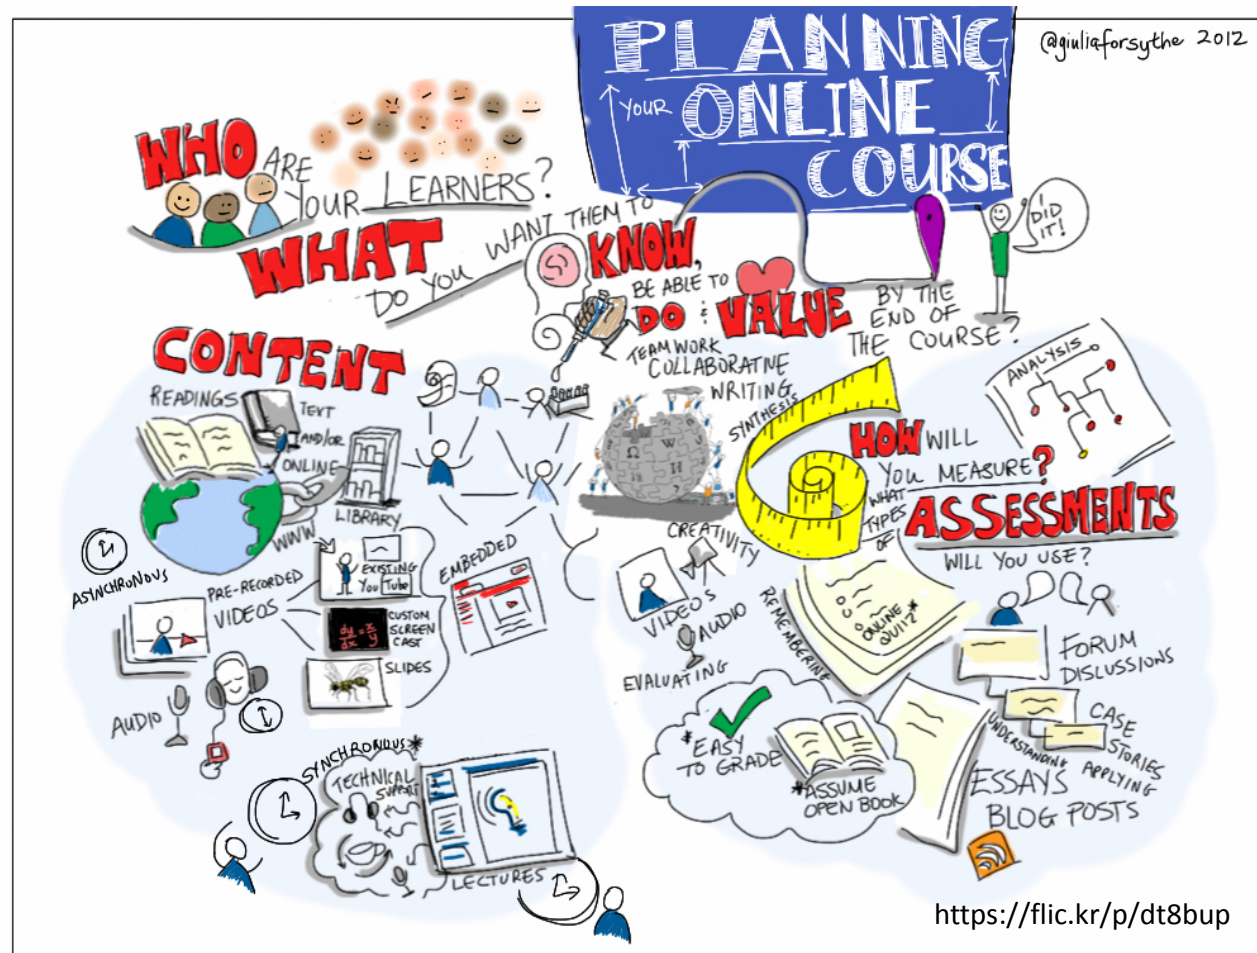 PLANNING
YOUR ONLINE
COURSE
@giuliaforsythe 2012
WHO ARE
YOUR LEARNERS?
WHAT
DO YOU WANT THEM TO
KNOW,
BE ABLE TO
DO & VALUE
BY THE
END OF
THE COURSE?
I
DID
IT!
CONTENT
READINGS
TEXT
AND/OR
ONLINE
LIBRARY
WWW
ASYNCHRONOUS
PRE-RECORDED
VIDEOS
EXISTING
YouTube
CUSTOM
SCREEN
CAST
dy/dx = x/y
SLIDES
EMBEDDED
AUDIO
SYNCHRONOUS*
TECHNICAL
SUPPORT
LECTURES
TEAMWORK
COLLABORATIVE
WRITING
SYNTHESIS
Ω
W
И
CREATIVITY
VIDEOS
AUDIO
EVALUATING
HOW WILL
YOU MEASURE?
ANALYSIS
WHAT
TYPES
OF
ASSESSMENTS
WILL YOU USE?
REMEMBERING
ONLINE
QUIZ*
FORUM
DISCUSSIONS
CASE
STORIES
UNDERSTANDING
APPLYING
ESSAYS
BLOG POSTS
*EASY
TO GRADE
*ASSUME
OPEN BOOK
https://flic.kr/p/dt8bup